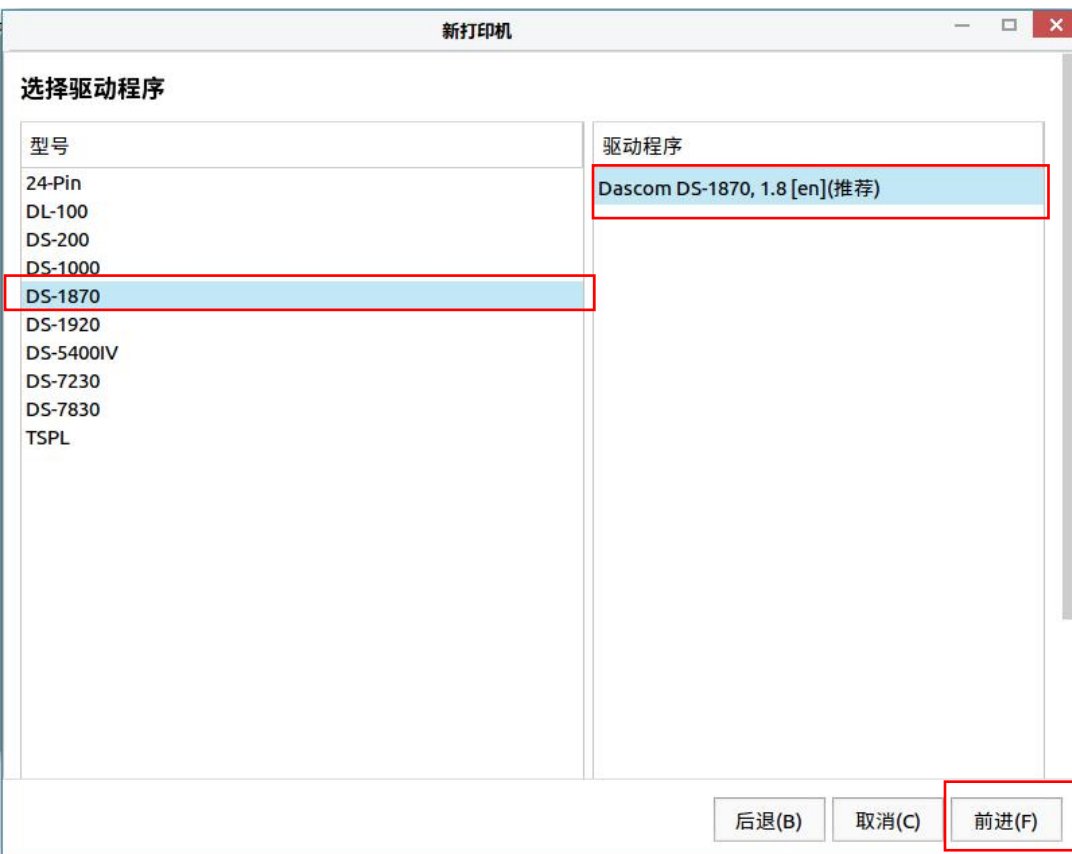 新打印机
选择驱动程序
型号
24-Pin
DL-100
DS-200
DS-1000
DS-1870
DS-1920
DS-5400IV
DS-7230
DS-7830
TSPL
驱动程序
Dascom DS-1870, 1.8 [en](推荐)
后退(B)
取消(C)
前进(F)